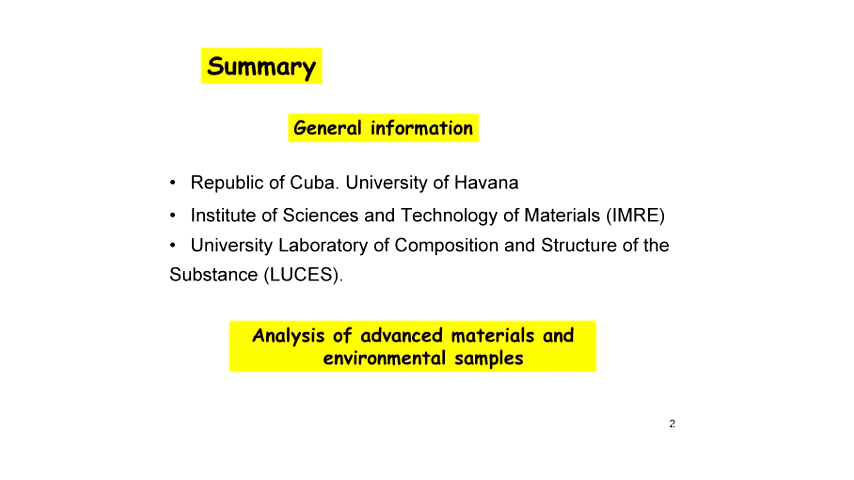 Summary
General information
• Republic of Cuba. University of Havana
• Institute of Sciences and Technology of Materials (IMRE)
• University Laboratory of Composition and Structure of the
Substance (LUCES).
Analysis of advanced materials and
environmental samples
2